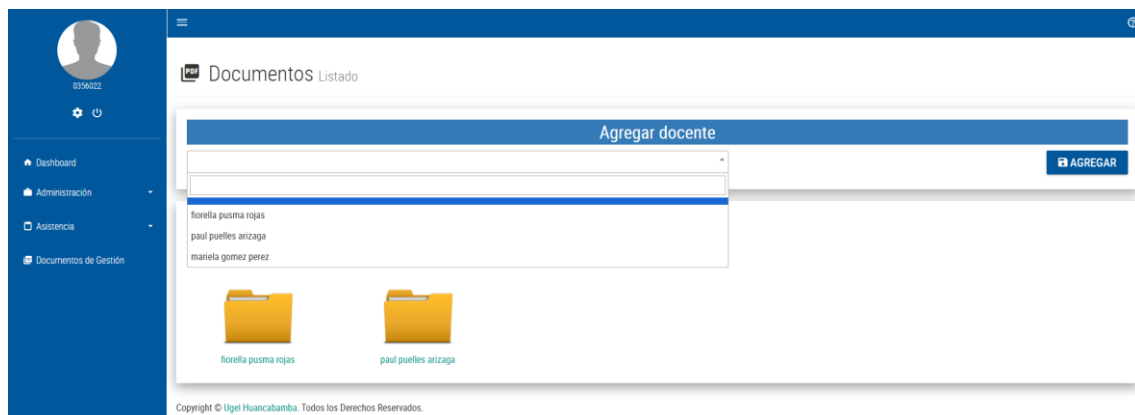 0356022
Dashboard
Administración
Asistencia
Documentos de Gestión
PDF Documentos Listado
Agregar docente
AGREGAR
fiorella pusma rojas
paul puelles arizaga
mariela gomez perez
fiorella pusma rojas
paul puelles arizaga
Copyright © Ugel Huancabamba. Todos los Derechos Reservados.